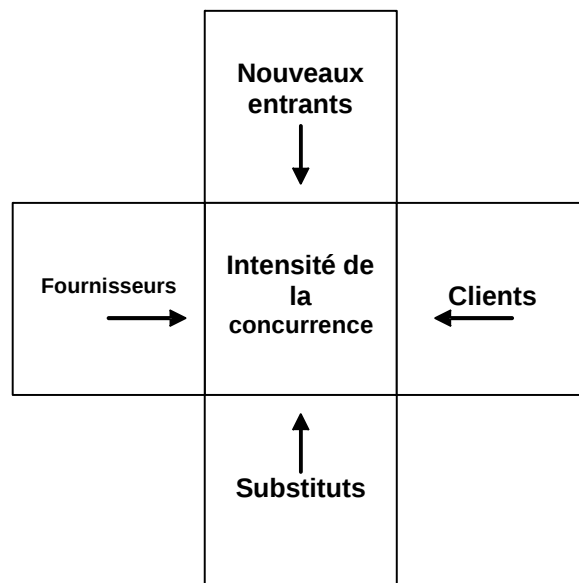 Nouveaux
entrants
Fournisseurs
Intensité de
la
concurrence
Clients
Substituts